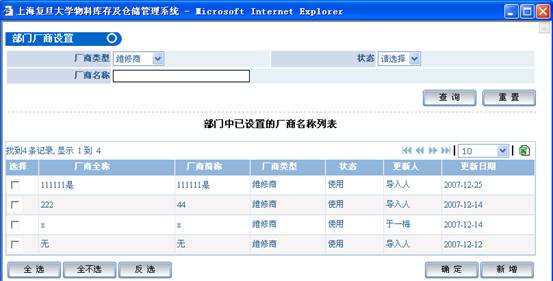 上海复旦大学物料库存及仓储管理系统 - Microsoft Internet Explorer
部门厂商设置
厂商类型 维修商 状态 请选择
厂商名称
查 询 重 置
部门中已设置的厂商名称列表
找到4条记录,显示 1 到 4 10
选择 厂商全称 厂商简称 厂商类型 状态 更新人 更新日期
111111是 111111是 维修商 使用 导入人 2007-12-25
222 44 维修商 使用 导入人 2007-12-14
x x 维修商 使用 于一梅 2007-12-14
无 无 维修商 使用 导入人 2007-12-12
全 选 全不选 反 选 确 定 新 增